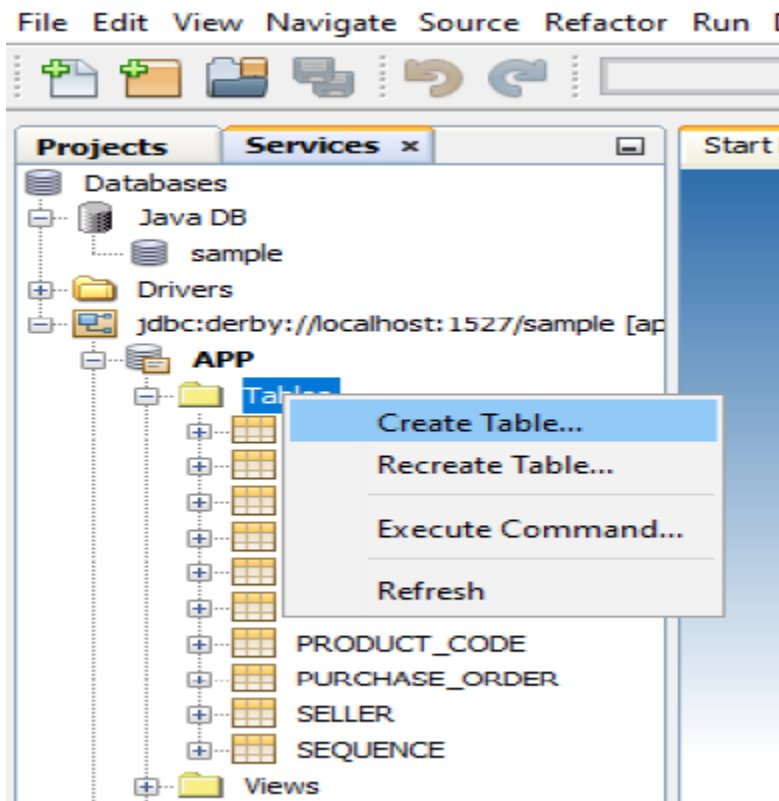 File Edit View Navigate Source Refactor Run
Projects Services × Start
Databases
Java DB
sample
Drivers
jdbc:derby://localhost:1527/sample [ap
APP
Tables
Create Table...
Recreate Table...
Execute Command...
Refresh
PRODUCT_CODE
PURCHASE_ORDER
SELLER
SEQUENCE
Views